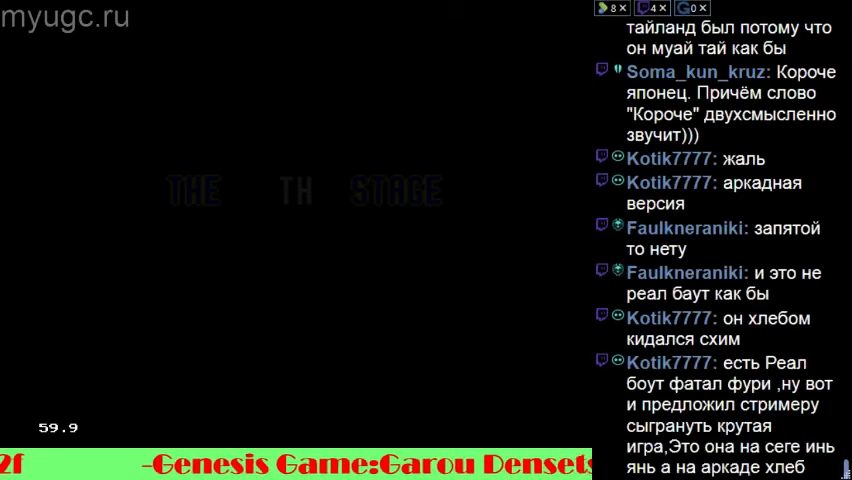 myugc.ru
8 × 4 × 0 ×
тайланд был потому что
он муай тай как бы
Soma_kun_kruz: Короче
японец. Причём слово
"Короче" двухсмысленно
звучит)))
Kotik7777: жаль
Kotik7777: аркадная
версия
Faulkneraniki: запятой
то нету
Faulkneraniki: и это не
реал баут как бы
Kotik7777: он хлебом
кидался схим
Kotik7777: есть Реал
боут фатал фури ,ну вот
и предложил стримеру
сыгрануть крутая
игра,Это она на сеге инь
янь а на аркаде хлеб
THE TH STAGE
59.9
2f -Genesis Game:Garou Densets